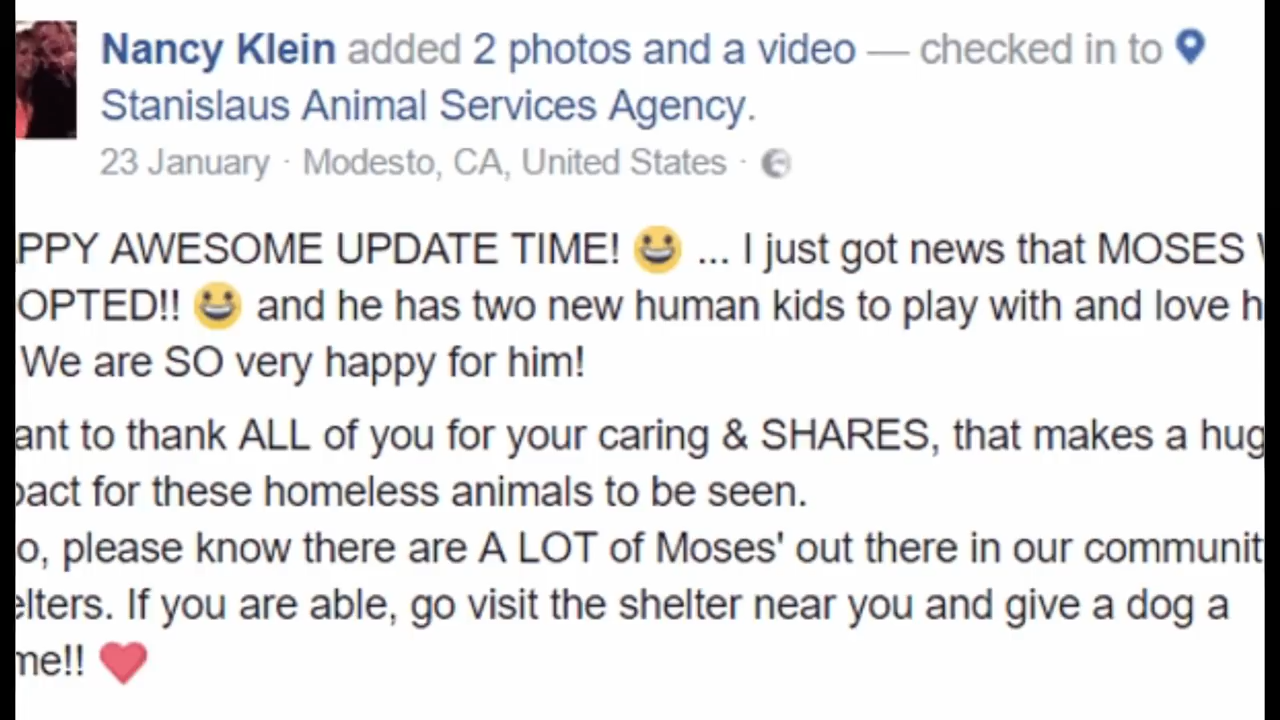 Nancy Klein added 2 photos and a video — checked in to
Stanislaus Animal Services Agency.
23 January · Modesto, CA, United States ·
PPY AWESOME UPDATE TIME! 😀 ... I just got news that MOSES
OPTED!! 😀 and he has two new human kids to play with and love h
We are SO very happy for him!
ant to thank ALL of you for your caring & SHARES, that makes a hug
pact for these homeless animals to be seen.
o, please know there are A LOT of Moses' out there in our communit
elters. If you are able, go visit the shelter near you and give a dog a
me!! ❤